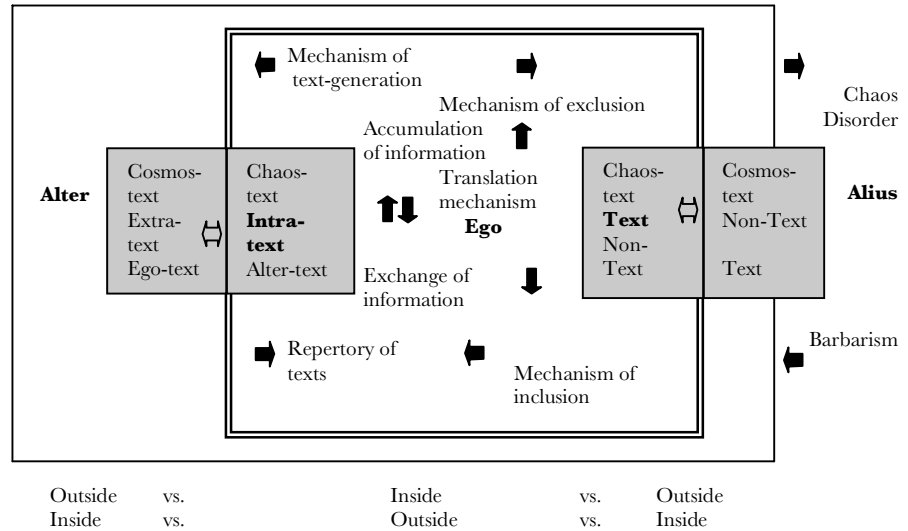 Mechanism of
text-generation
Mechanism of exclusion
Chaos
Disorder
Accumulation
of information
Alter
Cosmos-
text
Extra-
text
Ego-text
Chaos-
text
Intra-
text
Alter-text
Translation
mechanism
Ego
Chaos-
text
Text
Non-
Text
Cosmos-
text
Non-Text
Text
Alius
Exchange of
information
Repertory of
texts
Mechanism of
inclusion
Barbarism
Outside vs. Inside vs. Outside
Inside vs. Outside vs. Inside